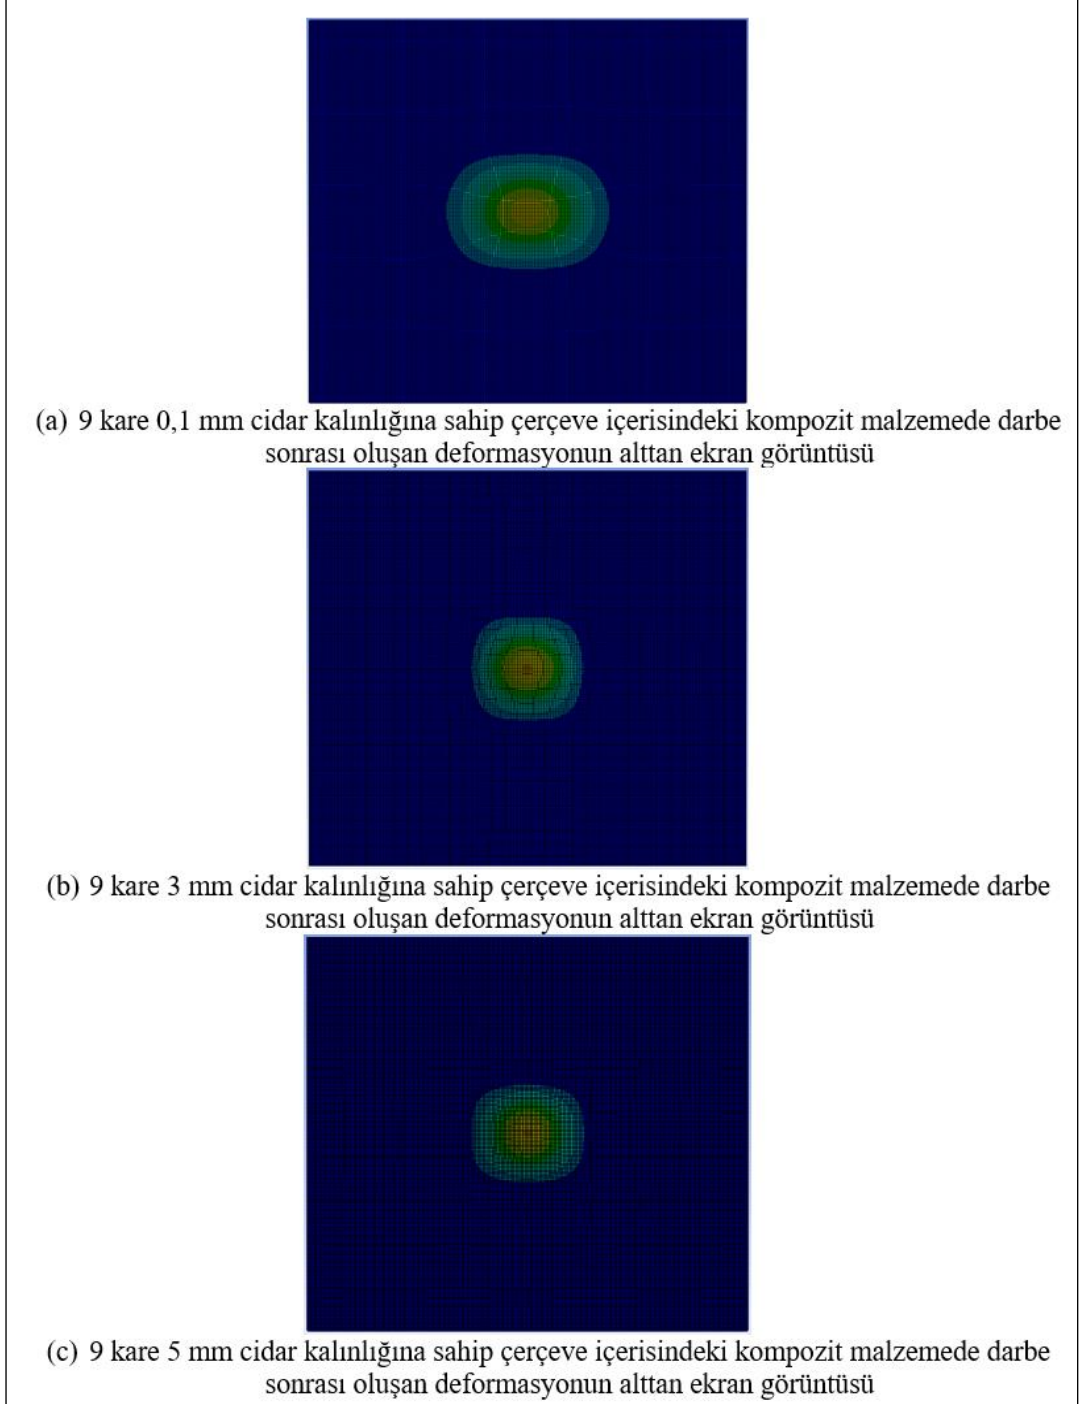 (a) 9 kare 0,1 mm cidar kalınlığına sahip çerçeve içerisindeki kompozit malzemede darbe
sonrası oluşan deformasyonun alttan ekran görüntüsü
(b) 9 kare 3 mm cidar kalınlığına sahip çerçeve içerisindeki kompozit malzemede darbe
sonrası oluşan deformasyonun alttan ekran görüntüsü
(c) 9 kare 5 mm cidar kalınlığına sahip çerçeve içerisindeki kompozit malzemede darbe
sonrası oluşan deformasyonun alttan ekran görüntüsü